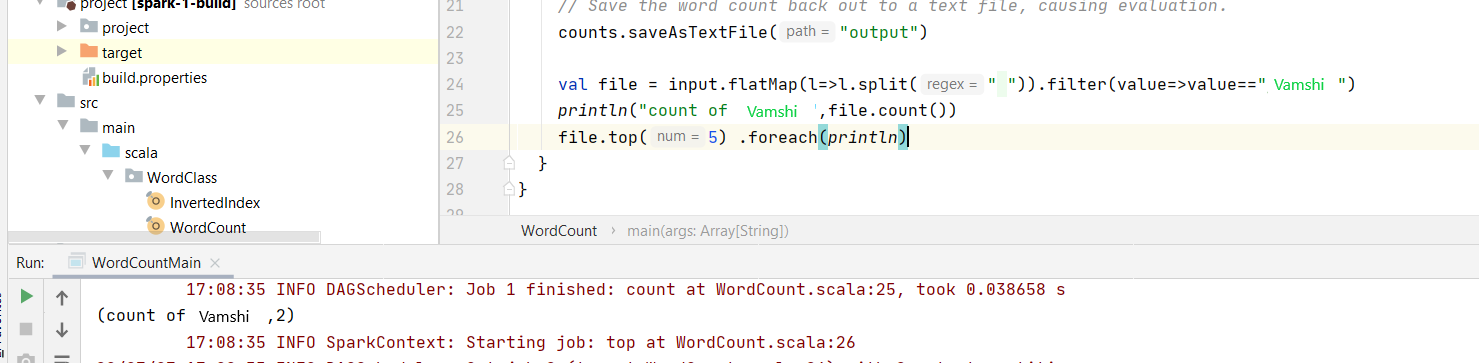 project [spark-1-build] sources root
project
target
build.properties
src
main
scala
WordClass
InvertedIndex
WordCount
21 // Save the word count back out to a text file, causing evaluation.
22 counts.saveAsTextFile( path = "output")
23
24 val file = input.flatMap(l=>l.split( regex = " ")).filter(value=>value==" Vamshi ")
25 println("count of Vamshi ",file.count())
26 file.top( num = 5) .foreach(println)
27 }
28 }
29
WordCount › main(args: Array[String])
Run: WordCountMain ×
17:08:35 INFO DAGScheduler: Job 1 finished: count at WordCount.scala:25, took 0.038658 s
(count of Vamshi ,2)
17:08:35 INFO SparkContext: Starting job: top at WordCount.scala:26